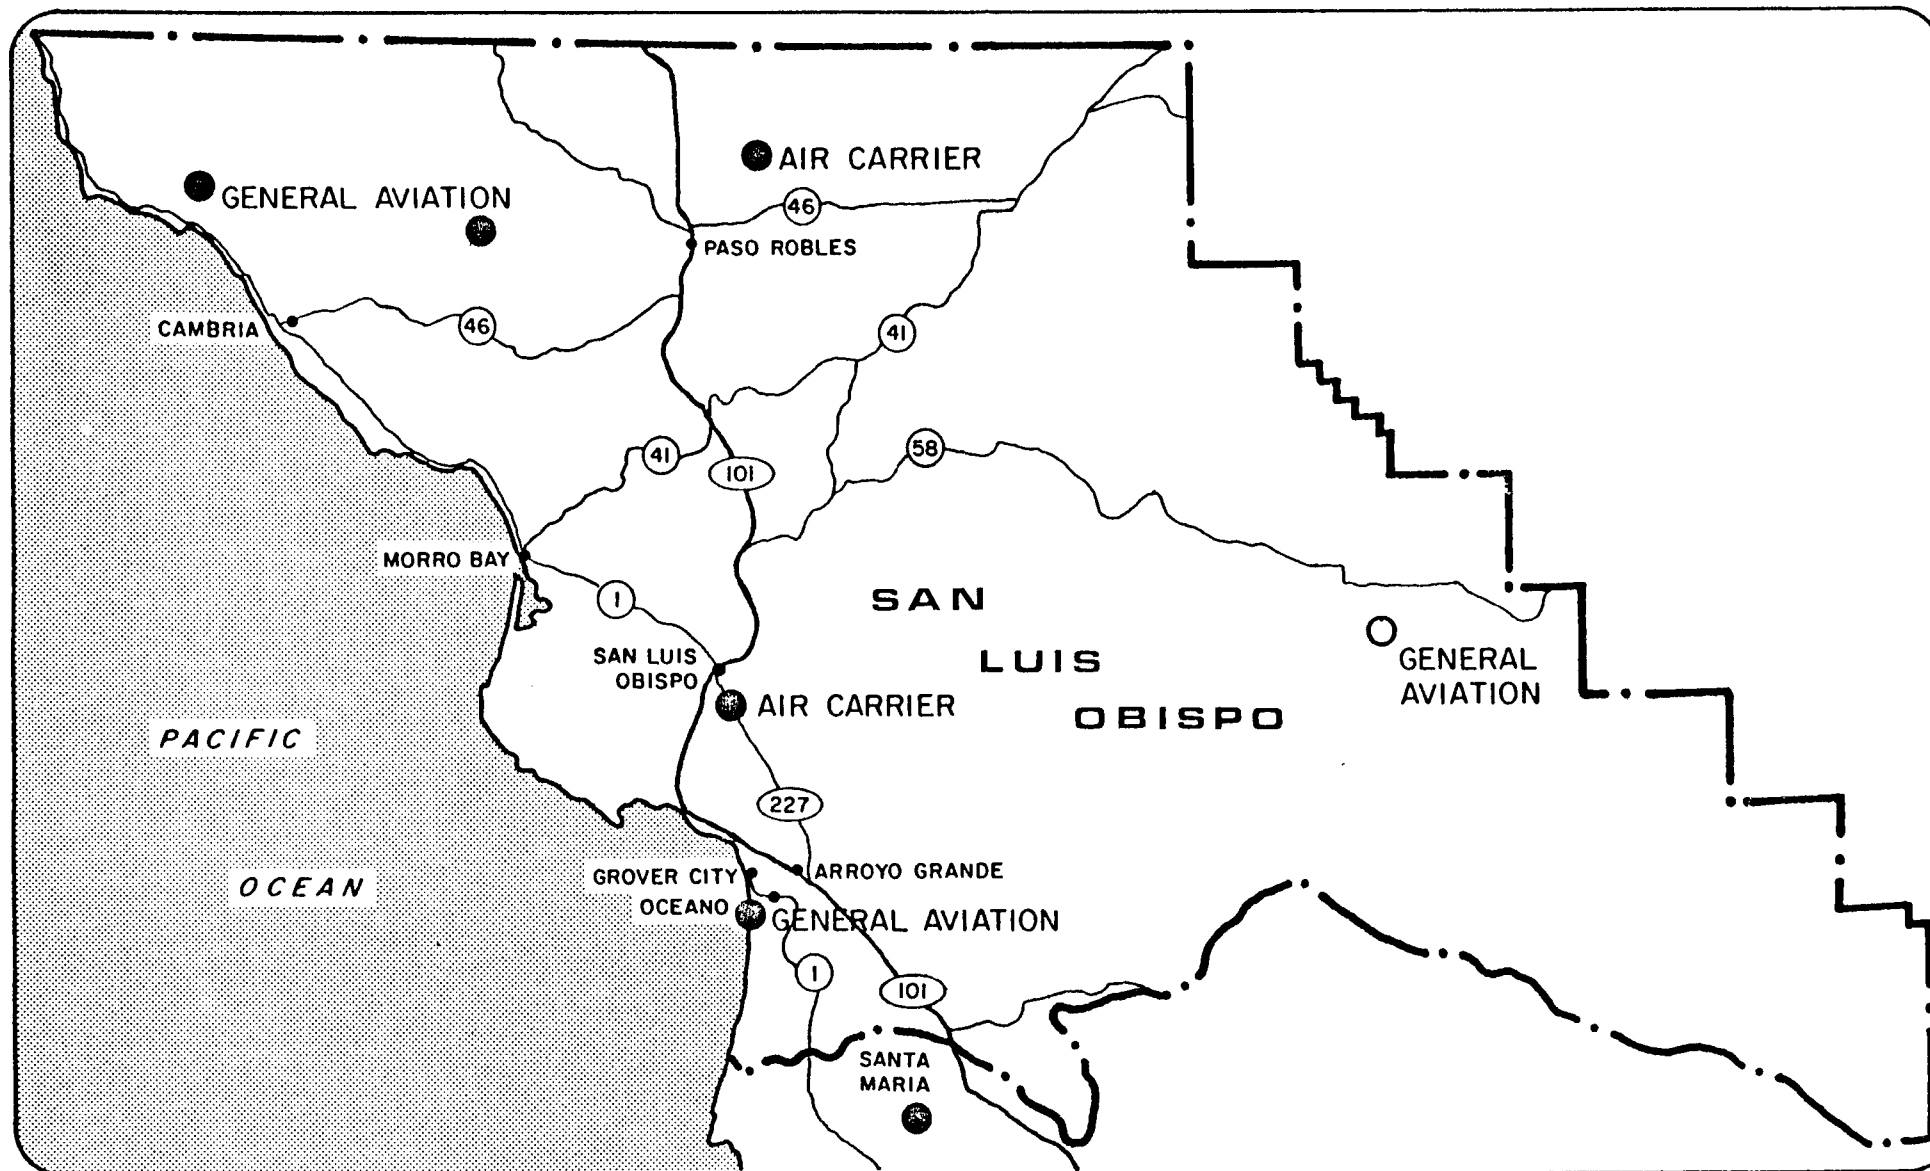 AIR CARRIER
GENERAL AVIATION
46
PASO ROBLES
CAMBRIA
46
41
41
101
58
MORRO BAY
1
SAN
LUIS
OBISPO
SAN LUIS
OBISPO
GENERAL
AVIATION
AIR CARRIER
PACIFIC
OCEAN
227
GROVER CITY
ARROYO GRANDE
OCEANO
GENERAL AVIATION
1
101
SANTA
MARIA